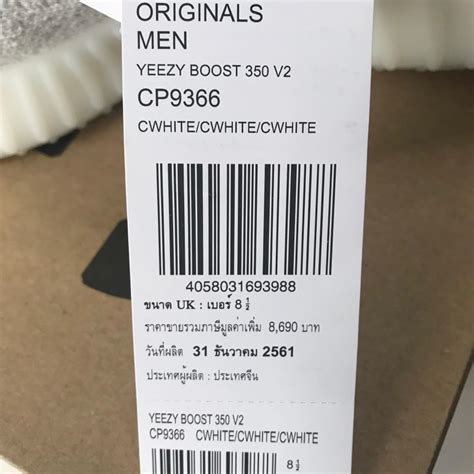 ORIGINALS
MEN
YEEZY BOOST 350 V2
CP9366
CWHITE/CWHITE/CWHITE
4058031693988
ขนาด UK : เบอร์ 8 ½
ราคาขายรวมภาษีมูลค่าเพิ่ม 8,690 บาท
วันที่ผลิต 31 ธันวาคม 2561
ประเทศผู้ผลิต : ประเทศจีน
YEEZY BOOST 350 V2
CP9366 CWHITE/CWHITE/CWHITE
8 ½